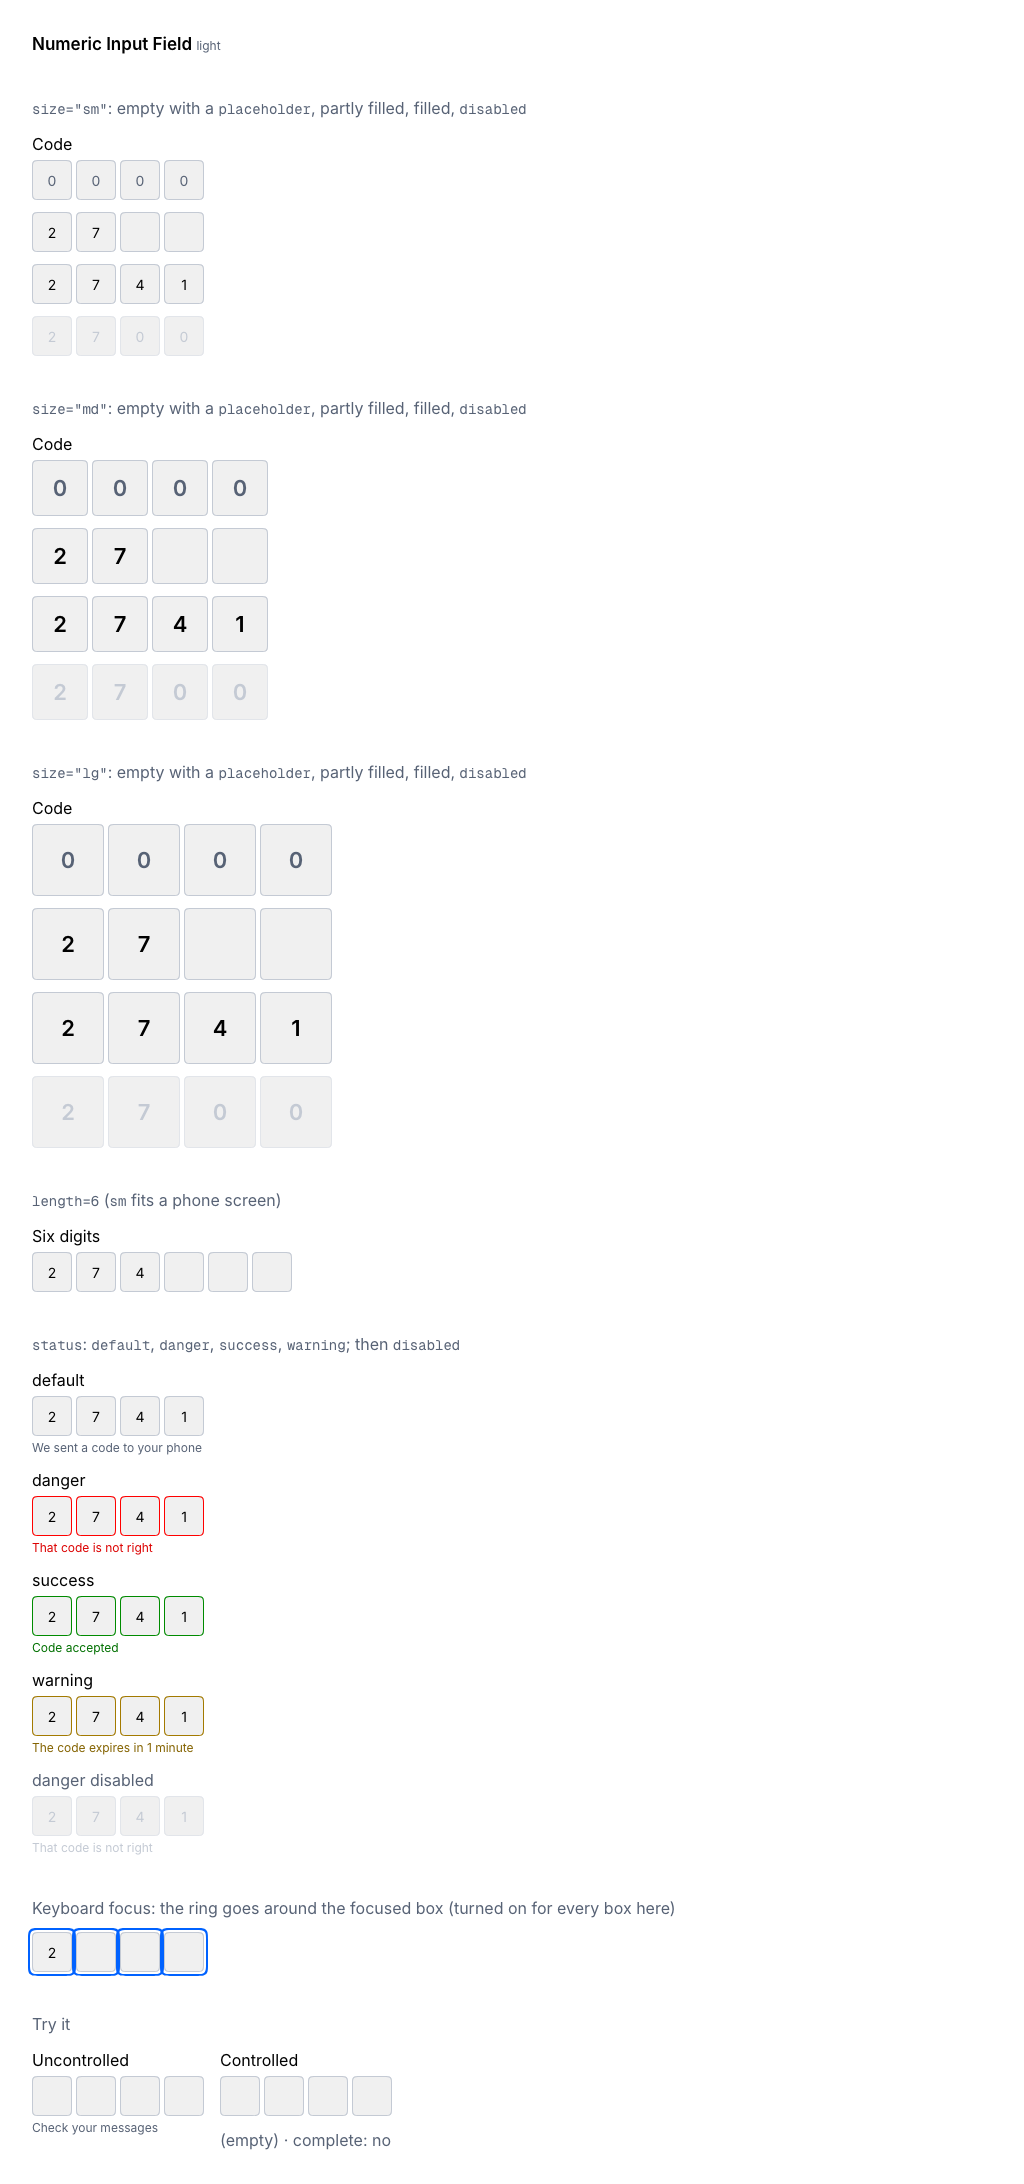 Numeric Input Field light
size="sm": empty with a placeholder, partly filled, filled, disabled
Code
0 0 0 0
2 7
2 7 4 1
2 7 0 0
size="md": empty with a placeholder, partly filled, filled, disabled
Code
0 0 0 0
2 7
2 7 4 1
2 7 0 0
size="lg": empty with a placeholder, partly filled, filled, disabled
Code
0 0 0 0
2 7
2 7 4 1
2 7 0 0
length=6 (sm fits a phone screen)
Six digits
2 7 4
status: default, danger, success, warning; then disabled
default
2 7 4 1
We sent a code to your phone
danger
2 7 4 1
That code is not right
success
2 7 4 1
Code accepted
warning
2 7 4 1
The code expires in 1 minute
danger disabled
2 7 4 1
That code is not right
Keyboard focus: the ring goes around the focused box (turned on for every box here)
2
Try it
Uncontrolled Controlled
Check your messages
(empty) · complete: no